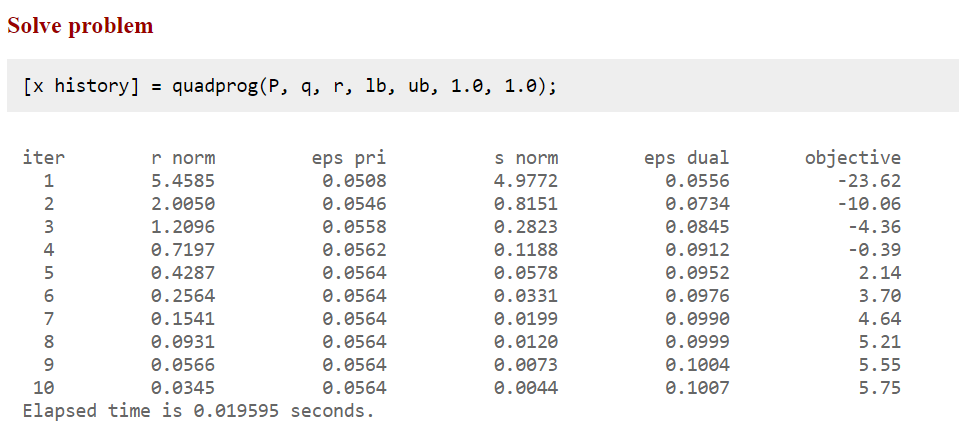 Solve problem
[x history] = quadprog(P, q, r, lb, ub, 1.0, 1.0);
iter r norm eps pri s norm eps dual objective
1 5.4585 0.0508 4.9772 0.0556 -23.62
2 2.0050 0.0546 0.8151 0.0734 -10.06
3 1.2096 0.0558 0.2823 0.0845 -4.36
4 0.7197 0.0562 0.1188 0.0912 -0.39
5 0.4287 0.0564 0.0578 0.0952 2.14
6 0.2564 0.0564 0.0331 0.0976 3.70
7 0.1541 0.0564 0.0199 0.0990 4.64
8 0.0931 0.0564 0.0120 0.0999 5.21
9 0.0566 0.0564 0.0073 0.1004 5.55
10 0.0345 0.0564 0.0044 0.1007 5.75
Elapsed time is 0.019595 seconds.